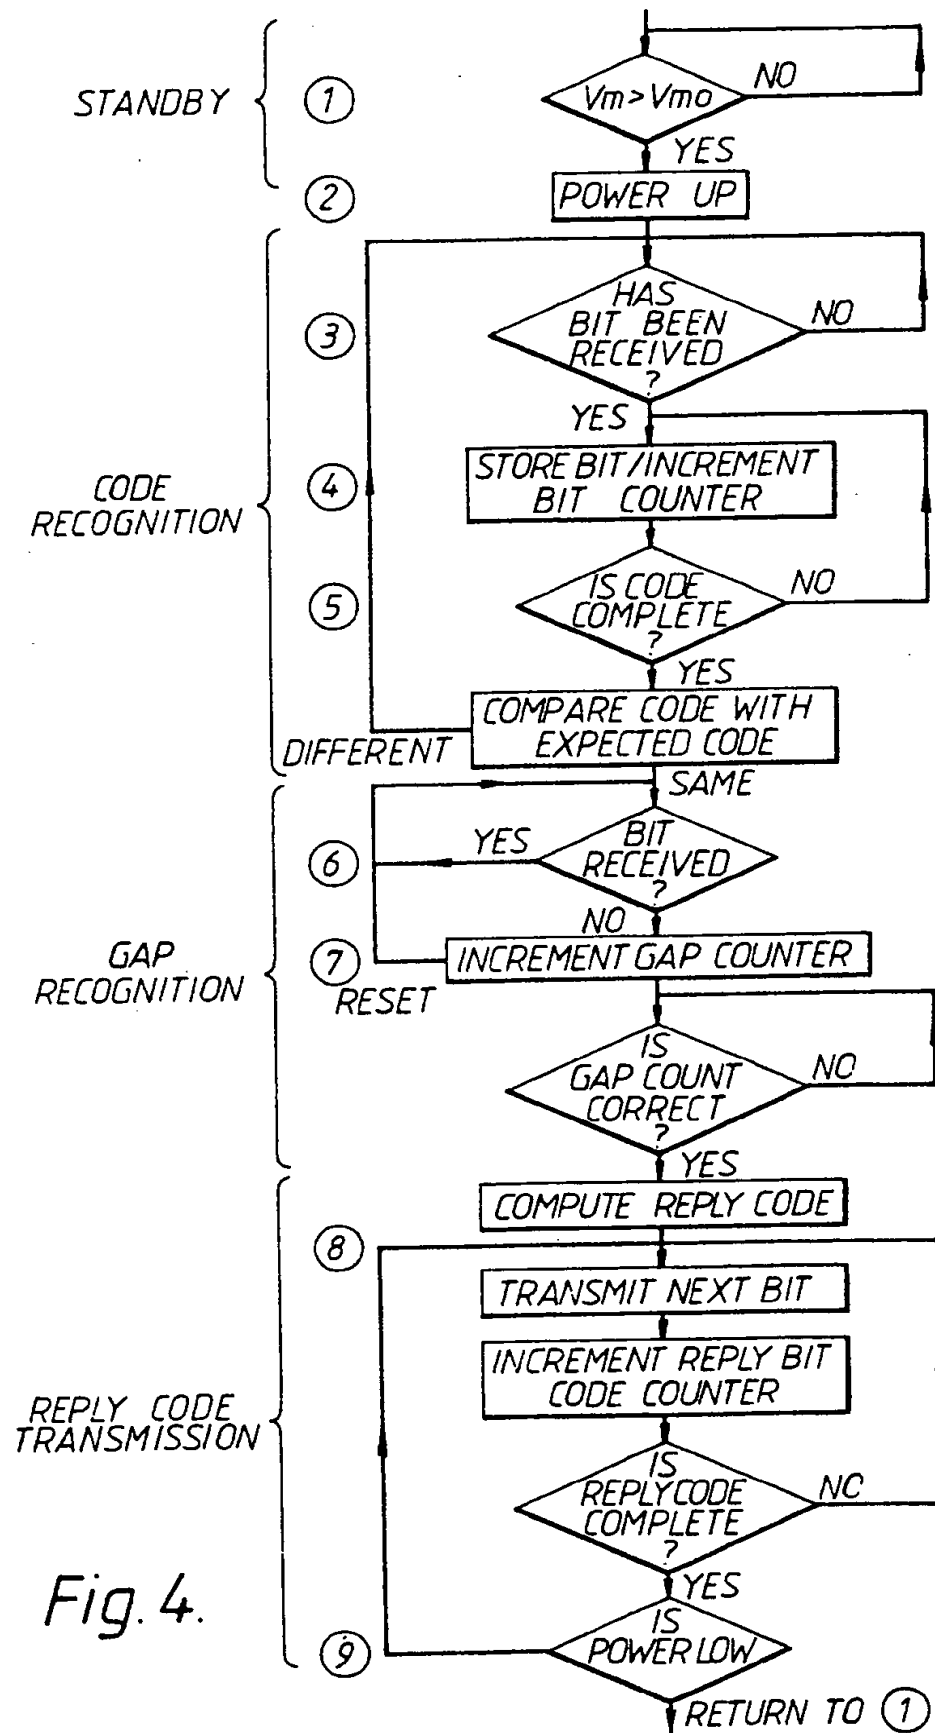 STANDBY
1
Vm > Vmo
NO
YES
2
POWER UP
CODE
RECOGNITION
3
HAS
BIT BEEN
RECEIVED
?
NO
YES
4
STORE BIT/INCREMENT
BIT COUNTER
5
IS CODE
COMPLETE
?
NO
YES
COMPARE CODE WITH
EXPECTED CODE
DIFFERENT
SAME
GAP
RECOGNITION
6
YES
BIT
RECEIVED
?
NO
7
INCREMENT GAP COUNTER
RESET
IS
GAP COUNT
CORRECT
?
NO
YES
REPLY CODE
TRANSMISSION
COMPUTE REPLY CODE
8
TRANSMIT NEXT BIT
INCREMENT REPLY BIT
CODE COUNTER
IS
REPLY CODE
COMPLETE
?
NO
YES
9
IS
POWER LOW
RETURN TO 1
Fig. 4.